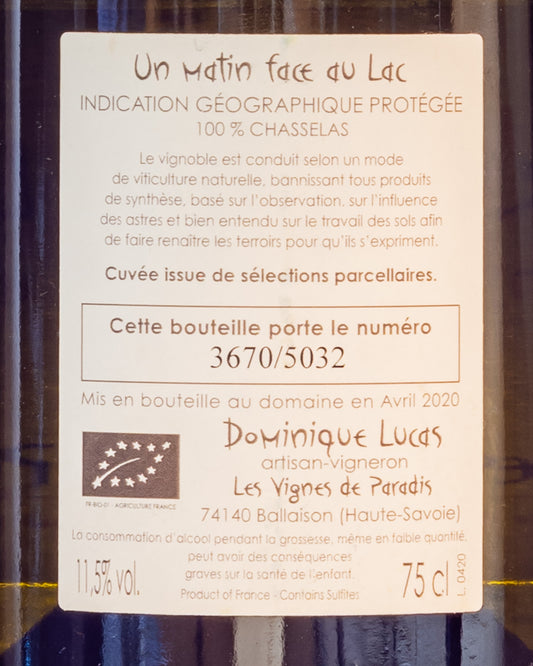 Un Matin face au Lac
INDICATION GÉOGRAPHIQUE PROTÉGÉE
100 % CHASSELAS
Le vignoble est conduit selon un mode
de viticulture naturelle, bannissant tous produits
de synthèse, basé sur l'observation, sur l'influence
des astres et bien entendu sur le travail des sols afin
de faire renaître les terroirs pour qu'ils s'expriment.
Cuvée issue de sélections parcellaires.
Cette bouteille porte le numéro
3670/5032
Mis en bouteille au domaine en Avril 2020
Dominique Lucas
artisan-vigneron
Les Vignes de Paradis
FR-BIO-01 - AGRICULTURE FRANCE
74140 Ballaison (Haute-Savoie)
La consommation d'alcool pendant la grossesse, même en faible quantité,
peut avoir des conséquences
graves sur la santé de l'enfant.
11,5% vol.
Product of France - Contains Sulfites
75 cl
L. 0420